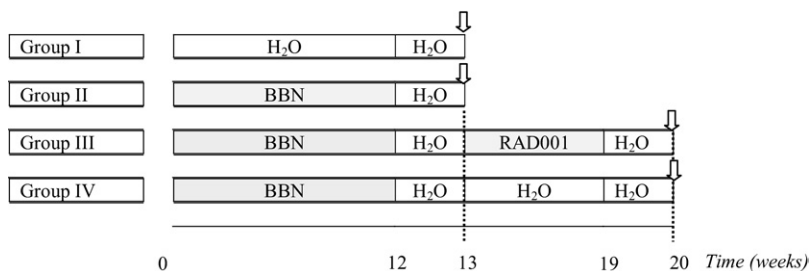 Group I H₂O H₂O
Group II BBN H₂O
Group III BBN H₂O RAD001 H₂O
Group IV BBN H₂O H₂O H₂O
0 12 13 19 20 Time (weeks)